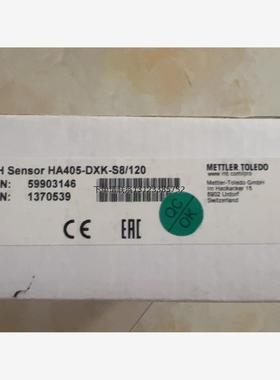 H Sensor HA405-DXK-S8/120
N: 59903146
N: 1370539
METTLER TOLEDO
www.mt.com/pro
Mettler-Toledo GmbH
Im Hackacker 15
8902 Urdorf
Switzerland
QC
OK
CE
EAC